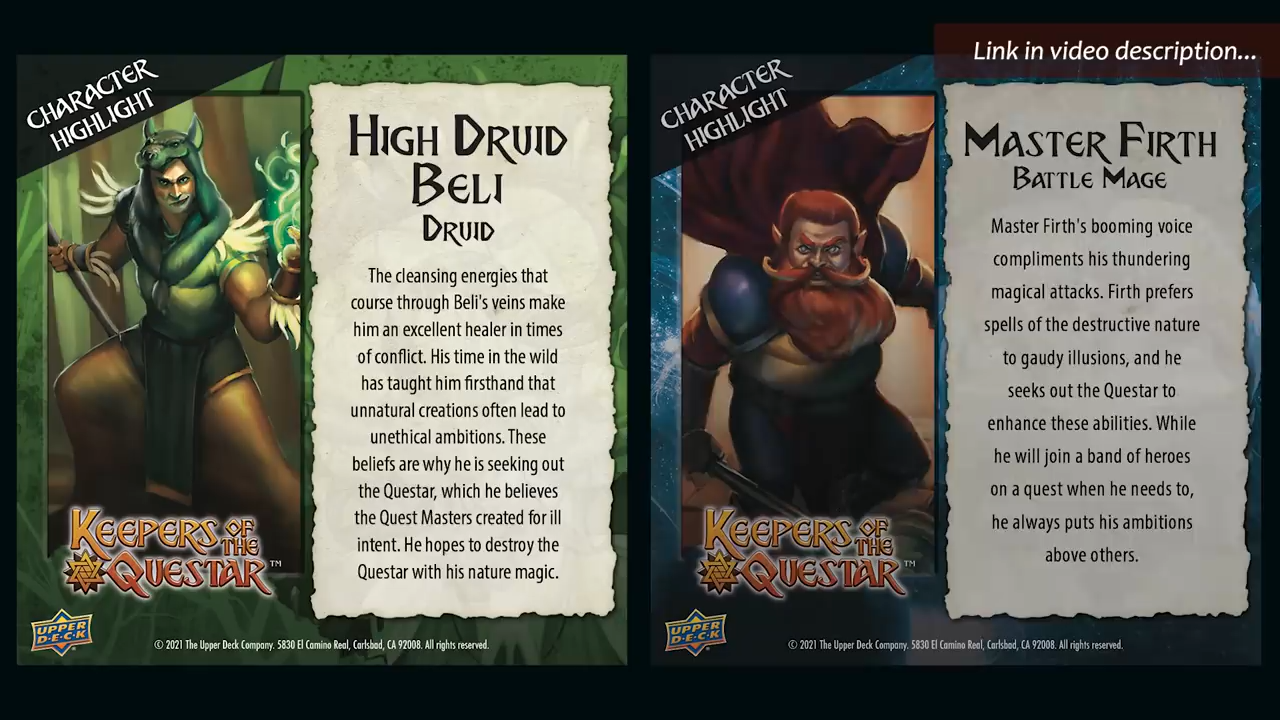 Link in video description...
CHARACTER
HIGHLIGHT
HIGH DRUID
BELI
DRUID
The cleansing energies that
course through Beli's veins make
him an excellent healer in times
of conflict. His time in the wild
has taught him firsthand that
unnatural creations often lead to
unethical ambitions. These
beliefs are why he is seeking out
the Questar, which he believes
the Quest Masters created for ill
intent. He hopes to destroy the
Questar with his nature magic.
KEEPERS OF
THE
QUESTAR™
UPPER
D·E·C·K
© 2021 The Upper Deck Company. 5830 El Camino Real, Carlsbad, CA 92008. All rights reserved.
CHARACTER
HIGHLIGHT
MASTER FIRTH
BATTLE MAGE
Master Firth's booming voice
compliments his thundering
magical attacks. Firth prefers
spells of the destructive nature
to gaudy illusions, and he
seeks out the Questar to
enhance these abilities. While
he will join a band of heroes
on a quest when he needs to,
he always puts his ambitions
above others.
KEEPERS OF
THE
QUESTAR™
UPPER
D·E·C·K
© 2021 The Upper Deck Company. 5830 El Camino Real, Carlsbad, CA 92008. All rights reserved.